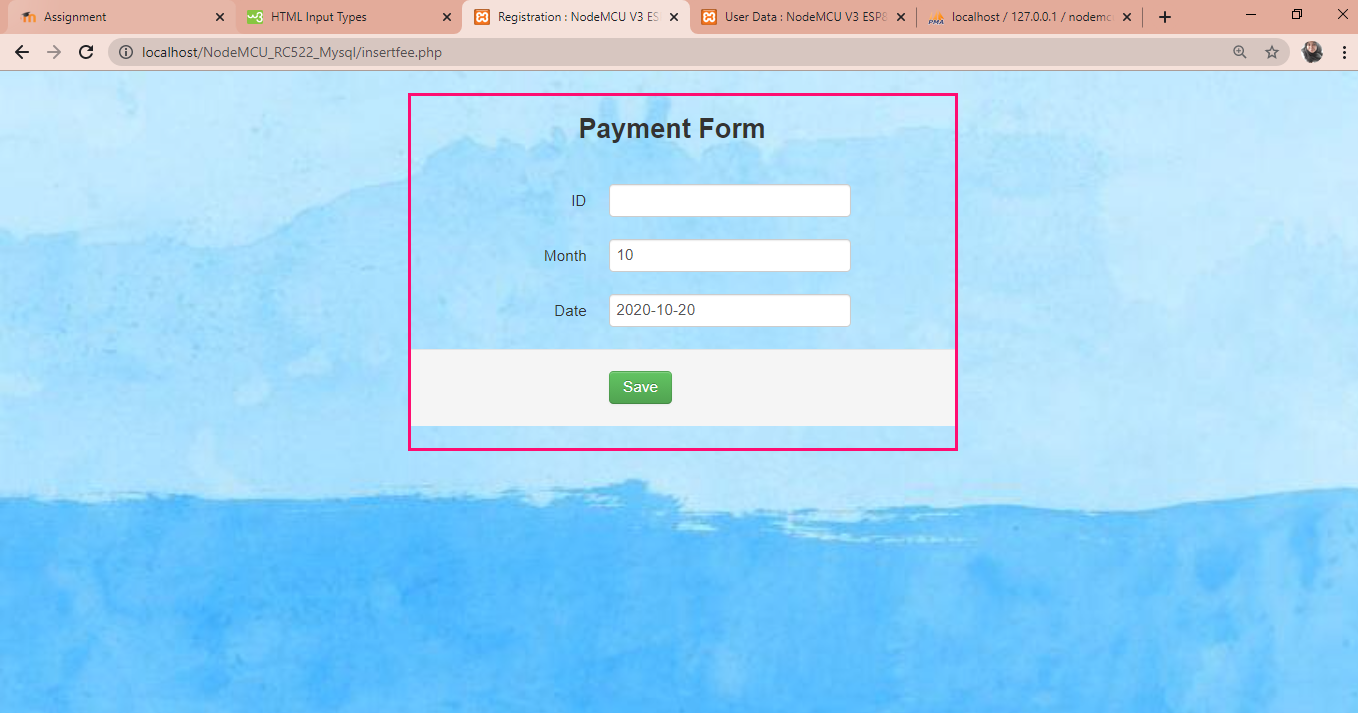 Assignment
HTML Input Types
Registration : NodeMCU V3 ES
User Data : NodeMCU V3 ESP8
localhost / 127.0.0.1 / nodemc
localhost/NodeMCU_RC522_Mysql/insertfee.php
Payment Form
ID
Month 10
Date 2020-10-20
Save